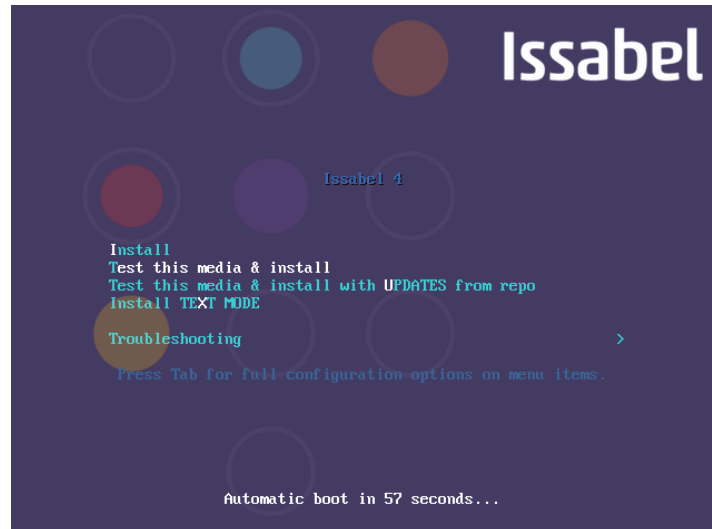 Issabel
Issabel 4
Install
Test this media & install
Test this media & install with UPDATES from repo
Install TEXT MODE
Troubleshooting >
Press Tab for full configuration options on menu items.
Automatic boot in 57 seconds...